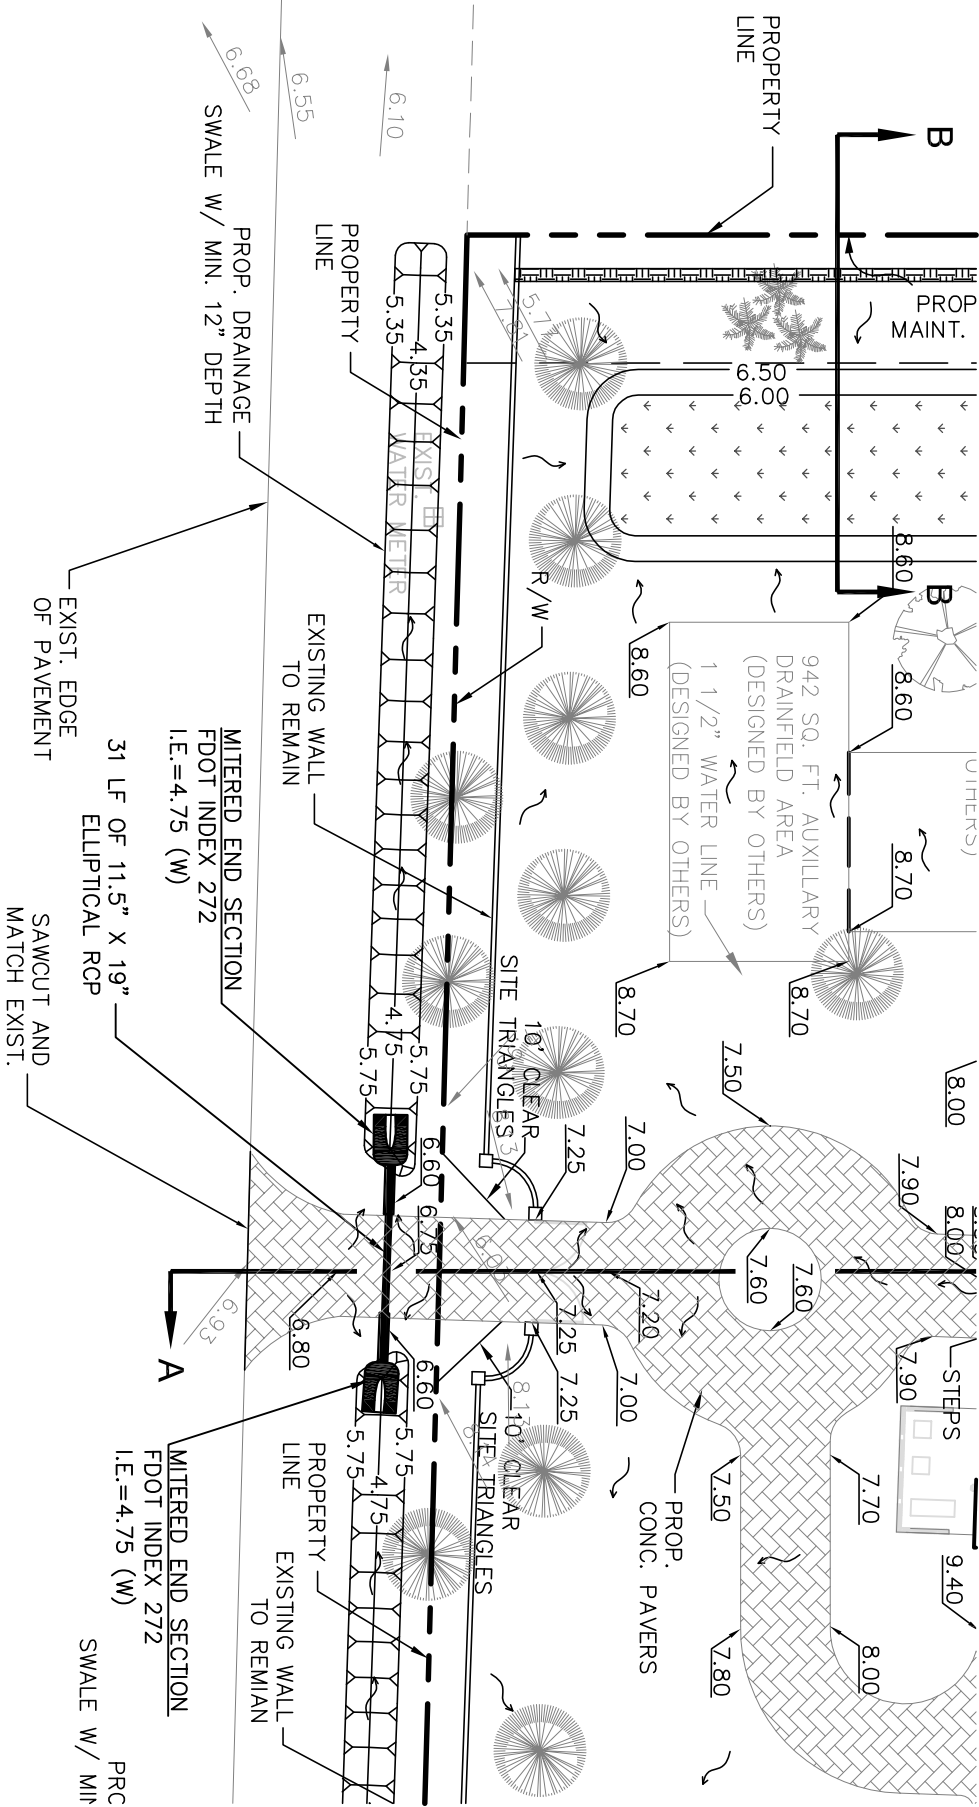 PROPERTY
LINE
B
PROP
MAINT.
6.68
6.55
6.10
SWALE W/ MIN. 12" DEPTH
PROP. DRAINAGE
PROPERTY
LINE
5.35
5.35
4.35
6.50
6.00
EXIST.
WATER METER
R/W
8.60
B
8.60
8.60
8.70
8.70
8.70
942 SQ. FT. AUXILLARY
DRAINFIELD AREA
(DESIGNED BY OTHERS)
1 1/2" WATER LINE
(DESIGNED BY OTHERS)
OTHERS)
EXIST. EDGE
OF PAVEMENT
EXISTING WALL
TO REMAIN
MITERED END SECTION
FDOT INDEX 272
I.E.=4.75 (W)
31 LF OF 11.5" X 19"
ELLIPTICAL RCP
SAWCUT AND
MATCH EXIST.
10' CLEAR
SITE TRIANGLES
5.75
4.75
5.75
7.50
8.00
7.00
7.25
7.90
8.00
6.60
6.75
7.60
7.60
7.25
7.20
6.93
6.80
A
6.60
7.25
7.00
7.90
STEPS
10' CLEAR
SITE TRIANGLES
5.75
4.75
5.75
PROP.
CONC. PAVERS
7.50
7.70
9.40
7.80
8.00
MITERED END SECTION
FDOT INDEX 272
I.E.=4.75 (W)
PROPERTY
LINE
EXISTING WALL
TO REMIAN
SWALE W/ MIN